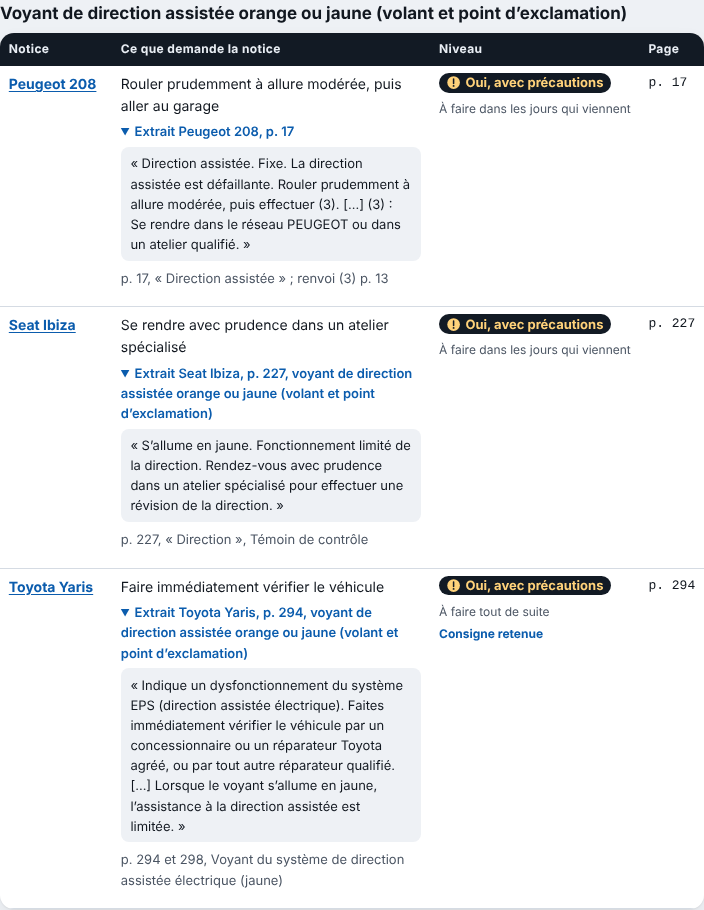 Voyant de direction assistée orange ou jaune (volant et point d’exclamation)
Notice Ce que demande la notice Niveau Page
Peugeot 208
Rouler prudemment à allure modérée, puis
aller au garage
▼ Extrait Peugeot 208, p. 17
« Direction assistée. Fixe. La direction
assistée est défaillante. Rouler prudemment à
allure modérée, puis effectuer (3). […] (3) :
Se rendre dans le réseau PEUGEOT ou dans
un atelier qualifié. »
p. 17, « Direction assistée » ; renvoi (3) p. 13
! Oui, avec précautions
À faire dans les jours qui viennent
p. 17
Seat Ibiza
Se rendre avec prudence dans un atelier
spécialisé
▼ Extrait Seat Ibiza, p. 227, voyant de direction
assistée orange ou jaune (volant et point
d’exclamation)
« S’allume en jaune. Fonctionnement limité de
la direction. Rendez-vous avec prudence
dans un atelier spécialisé pour effectuer une
révision de la direction. »
p. 227, « Direction », Témoin de contrôle
! Oui, avec précautions
À faire dans les jours qui viennent
p. 227
Toyota Yaris
Faire immédiatement vérifier le véhicule
▼ Extrait Toyota Yaris, p. 294, voyant de
direction assistée orange ou jaune (volant et
point d’exclamation)
« Indique un dysfonctionnement du système
EPS (direction assistée électrique). Faites
immédiatement vérifier le véhicule par un
concessionnaire ou un réparateur Toyota
agréé, ou par tout autre réparateur qualifié.
[…] Lorsque le voyant s’allume en jaune,
l’assistance à la direction assistée est
limitée. »
p. 294 et 298, Voyant du système de direction
assistée électrique (jaune)
! Oui, avec précautions
À faire tout de suite
Consigne retenue
p. 294